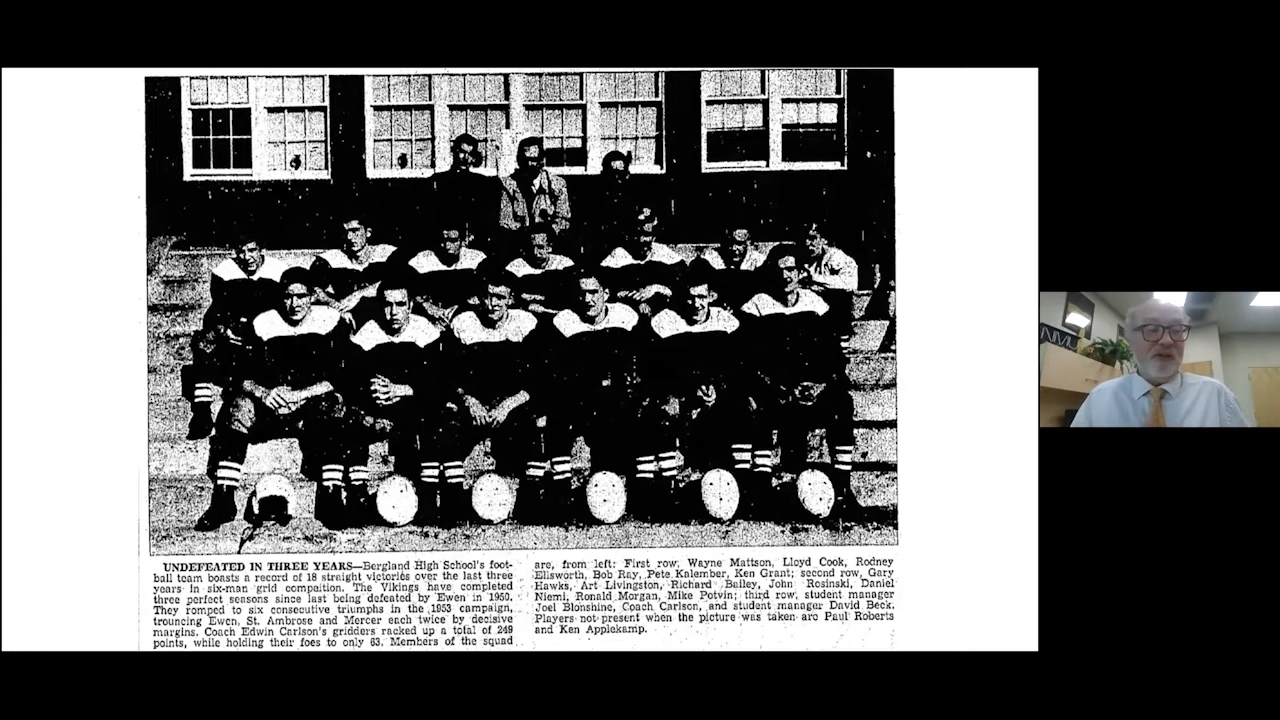 UNDEFEATED IN THREE YEARS—Bergland High School's foot-
ball team boasts a record of 18 straight victories over the last three
years in six-man grid compeition. The Vikings have completed
three perfect seasons since last being defeated by Ewen in 1950.
They romped to six consecutive triumphs in the 1953 campaign,
trouncing Ewen, St. Ambrose and Mercer each twice by decisive
margins. Coach Edwin Carlson's gridders racked up a total of 249
points, while holding their foes to only 63. Members of the squad
are, from left: First row, Wayne Mattson, Lloyd Cook, Rodney
Ellsworth, Bob Ray, Pete Kalember, Ken Grant; second row, Gary
Hawks, Art Livingston, Richard Bailey, John Rosinski, Daniel
Niemi, Ronald Morgan, Mike Potvin; third row, student manager
Joel Blonshine, Coach Carlson, and student manager David Beck.
Players not present when the picture was taken are Paul Roberts
and Ken Applekamp.
NMU